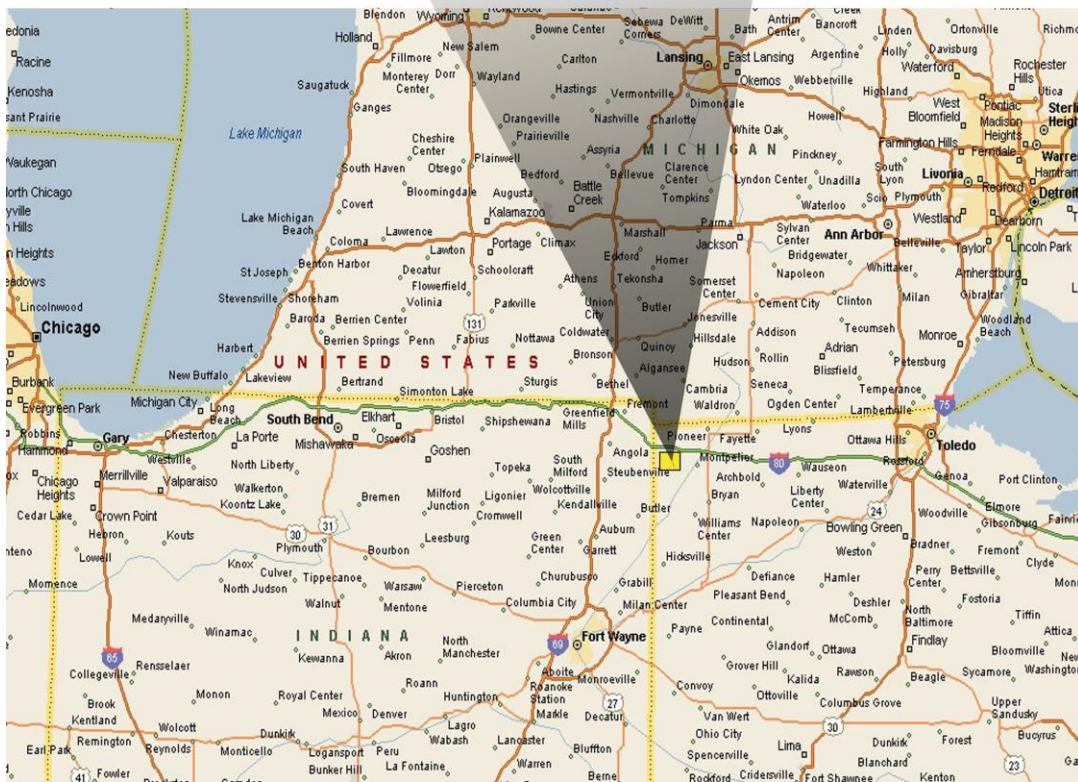 Blendon
Wyoming
Kentwood
Bowne Center
Sebewa Corners
DeWitt
Bath Center
Antrim Center
Bancroft
Linden
Ortonville
Racine
Holland
Fillmore
New Salem
Carlton
Lansing
East Lansing
Argentine
Holly
Davisburg
Kenosha
Monterey Center
Dorr
Wayland
Okemos
Webberville
Waterford
Rochester Hills
Saugatuck
Hastings
Vermontville
Dimondale
Howell
Highland
Pontiac
Utica
Ganges
Orangeville
Nashville
Charlotte
White Oak
West Bloomfield
Madison Heights
Lake Michigan
Prairieville
MICHIGAN
Farmington Hills
Ferndale
Waukegan
Cheshire Center
Plainwell
Assyria
Pinckney
South Lyon
Livonia
Redford
North Chicago
South Haven
Otsego
Bedford
Bellevue
Clarence Center
Lyndon Center
Unadilla
Plymouth
Detroit
Bloomingdale
Augusta
Battle Creek
Tompkins
Waterloo
Scio
Westland
Dearborn
Covert
Kalamazoo
Lake Michigan Beach
Lawrence
Portage
Climax
Marshall
Parma
Jackson
Sylvan Center
Ann Arbor
Belleville
Taylor
Lincoln Park
Coloma
Lawton
Eckford
Homer
Bridgewater
Benton Harbor
Decatur
Schoolcraft
Athens
Tekonsha
Somerset Center
Napoleon
Whittaker
Amherstburg
St Joseph
Flowerfield
Lincolnwood
Stevensville
Shoreham
Volinia
Parkville
Union City
Butler
Cement City
Clinton
Milan
Gibraltar
Chicago
Baroda
Berrien Center
131
Coldwater
Jonesville
Addison
Tecumseh
Monroe
Woodland Beach
Harbert
Berrien Springs
Penn
Fabius
Nottawa
Quincy
Hillsdale
UNITED STATES
Bronson
Hudson
Rollin
Adrian
Petersburg
Burbank
New Buffalo
Lakeview
Bertrand
Simonton Lake
Sturgis
Bethel
Algansee
Cambria
Seneca
Blissfield
Temperance
Evergreen Park
Michigan City
Long Beach
Fremont
Waldron
Ogden Center
Lambertville
75
Robbins
Gary
Chesterton
South Bend
Elkhart
Bristol
Shipshewana
Greenfield Mills
Pioneer
Fayette
Lyons
Ottawa Hills
Toledo
Hammond
La Porte
Mishawaka
Osceola
Goshen
Angola
Montpelier
80
Wauseon
Rossford
Merrillville
Westville
North Liberty
Topeka
South Milford
Steubenville
Archbold
Genoa
Chicago Heights
Valparaiso
Walkerton
Bremen
Milford Junction
Ligonier
Wolcottville
Bryan
Liberty Center
Waterville
Port Clinton
Cedar Lake
Crown Point
Koontz Lake
Cromwell
Kendallville
Butler
24
Woodville
Elmore
Hebron
Kouts
30
31
Leesburg
Green Center
Auburn
Williams Center
Napoleon
Bowling Green
Gibsonburg
Lowell
Plymouth
Bourbon
Garrett
Hicksville
Weston
Bradner
Fremont
Momence
Knox
Culver
Tippecanoe
Warsaw
Pierceton
Churubusco
Grabill
Defiance
Hamler
Perry Center
Bettsville
Clyde
North Judson
Walnut
Mentone
Columbia City
Milan Center
Pleasant Bend
Deshler
Fostoria
Medaryville
Winamac
INDIANA
North Manchester
69
Fort Wayne
Payne
Continental
McComb
North Baltimore
Tiffin
65
Rensselaer
Kewanna
Akron
Glandorf
Ottawa
Findlay
Attica
Collegeville
Aboite
Monroeville
Grover Hill
Bloomville
Monon
Royal Center
Roann
Huntington
Roanoke Station
Convoy
Kalida
Rawson
Sycamore
Washington
Brook
Mexico
Denver
Markle
27
Ottoville
Beagle
Kentland
Wolcott
Lagro
Decatur
Van Wert
Columbus Grove
Upper Sandusky
Earl Park
Remington
Reynolds
Dunkirk
Monticello
Logansport
Peru
Wabash
Lancaster
Bluffton
Ohio City
30
Dunkirk
Forest
Bucyrus
41
Fowler
Bunker Hill
La Fontaine
Warren
Spencerville
Lima
23
Rockford
Cridersville
Fort Shawnee